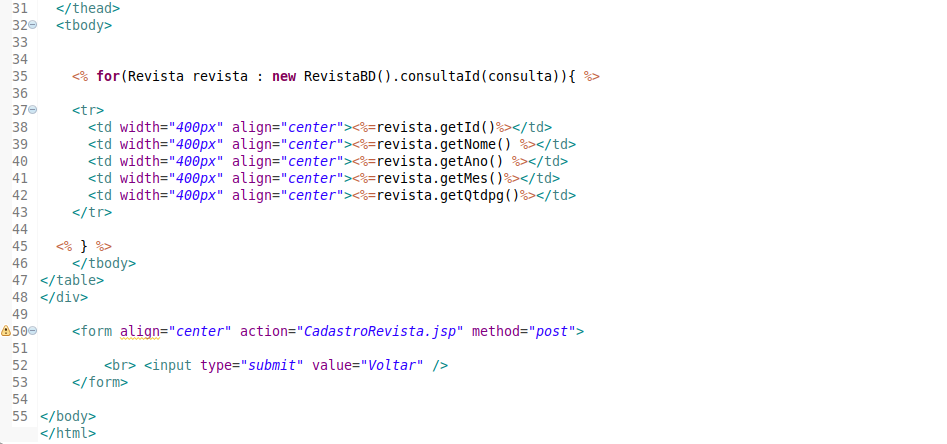 31 </thead>
32 <tbody>
33
34
35 <% for(Revista revista : new RevistaBD().consultaId(consulta)){ %>
36
37 <tr>
38 <td width="400px" align="center"><%=revista.getId()%></td>
39 <td width="400px" align="center"><%=revista.getNome() %></td>
40 <td width="400px" align="center"><%=revista.getAno() %></td>
41 <td width="400px" align="center"><%=revista.getMes()%></td>
42 <td width="400px" align="center"><%=revista.getQtdpg()%></td>
43 </tr>
44
45 <% } %>
46 </tbody>
47 </table>
48 </div>
49
50 <form align="center" action="CadastroRevista.jsp" method="post">
51
52 <br> <input type="submit" value="Voltar" />
53 </form>
54
55 </body>
</html>